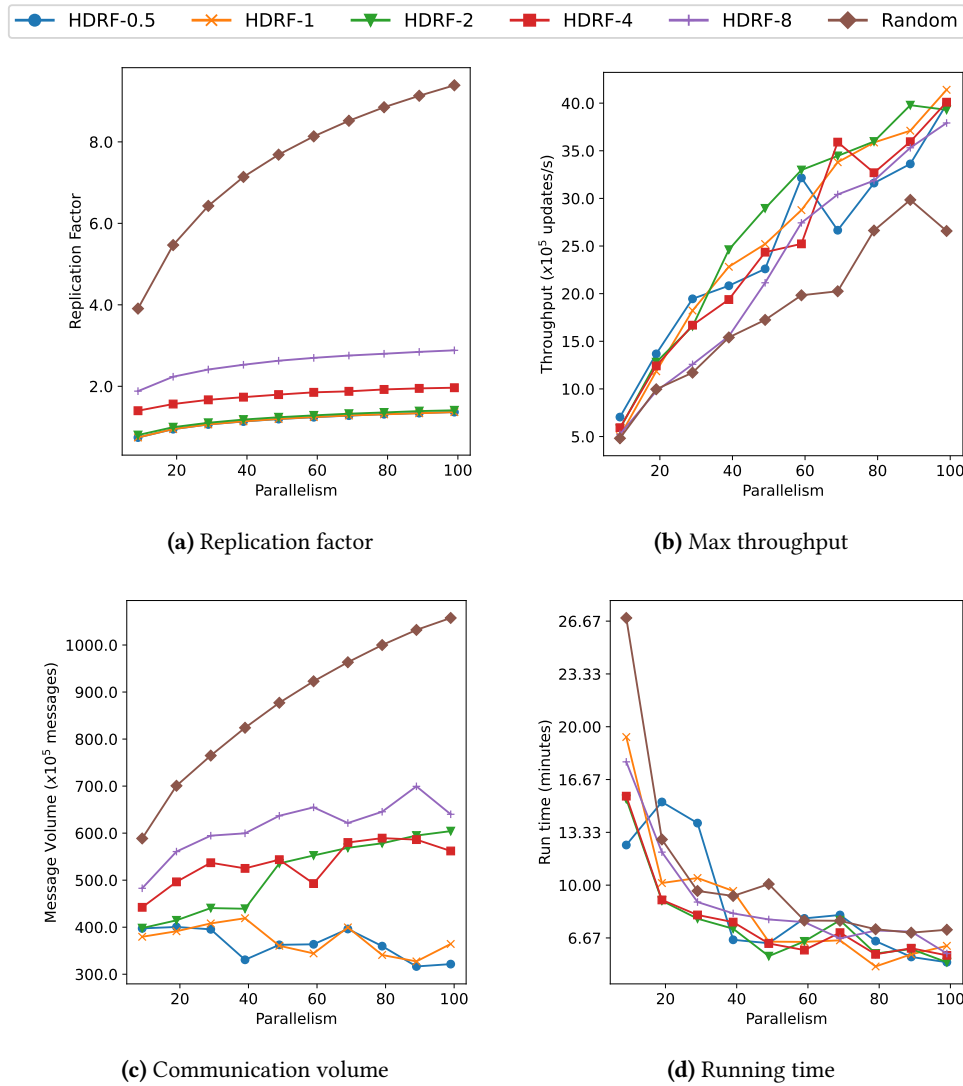 HDRF-0.5 HDRF-1 HDRF-2 HDRF-4 HDRF-8 Random
Replication Factor
8.0
6.0
4.0
2.0
20 40 60 80 100
Parallelism
(a) Replication factor
Throughput (x10⁵ updates/s)
40.0
35.0
30.0
25.0
20.0
15.0
10.0
5.0
20 40 60 80 100
Parallelism
(b) Max throughput
Message Volume (x10⁵ messages)
1000.0
900.0
800.0
700.0
600.0
500.0
400.0
300.0
20 40 60 80 100
Parallelism
(c) Communication volume
Run time (minutes)
26.67
23.33
20.00
16.67
13.33
10.00
6.67
20 40 60 80 100
Parallelism
(d) Running time